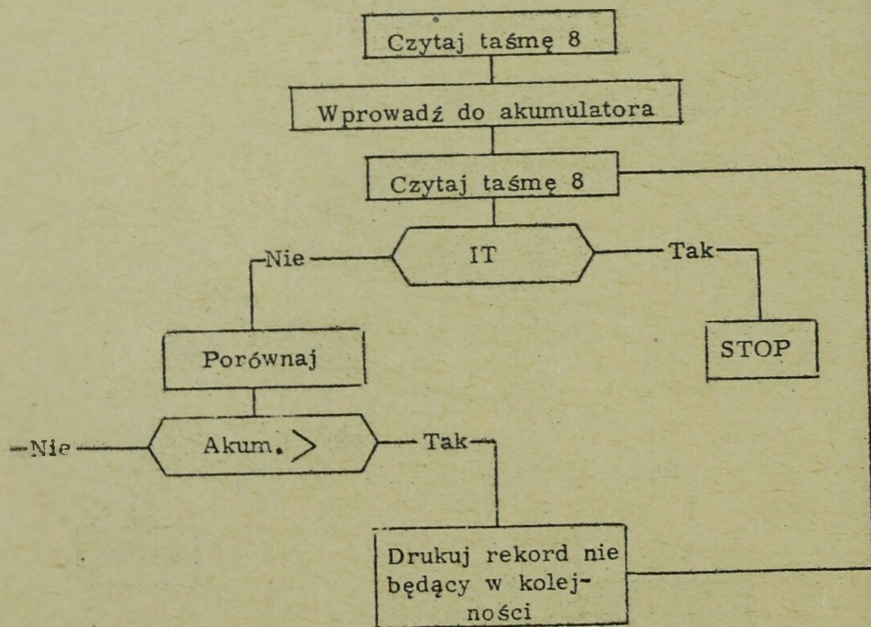 Czytaj taśmę 8
Wprowadź do akumulatora
Czytaj taśmę 8
Nie
IT
Tak
Porównaj
STOP
Nie
Akum. >
Tak
Drukuj rekord nie
będący w kolej-
ności